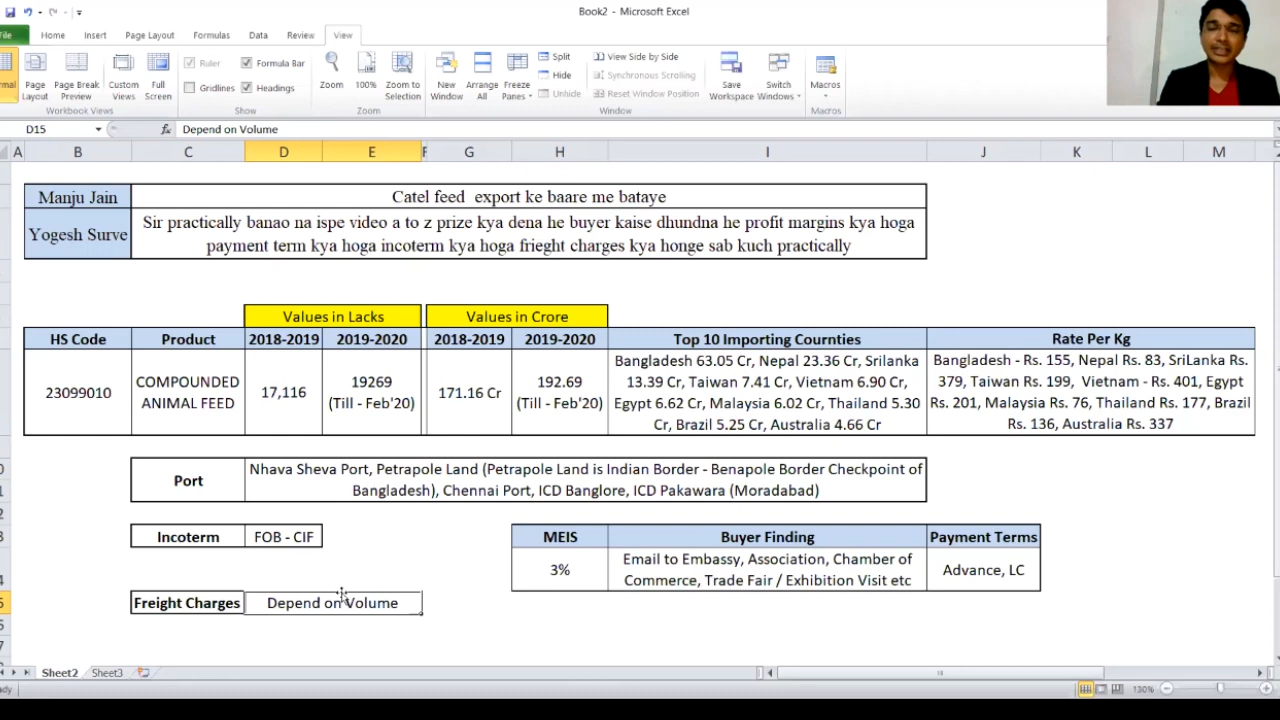 Book2 - Microsoft Excel
File Home Insert Page Layout Formulas Data Review View
Page Layout
Page Break Preview
Custom Views
Full Screen
Ruler
Formula Bar
Gridlines
Headings
Zoom
100%
Zoom to Selection
New Window
Arrange All
Freeze Panes
Split
Hide
Unhide
View Side by Side
Synchronous Scrolling
Reset Window Position
Save Workspace
Switch Windows
Macros
Workbook Views Show Zoom Window Macros
D15 fx Depend on Volume
A B C D E F G H I J K L M
Manju Jain Catel feed export ke baare me bataye
Yogesh Surve
Sir practically banao na ispe video a to z prize kya dena he buyer kaise dhundna he profit margins kya hoga
payment term kya hoga incoterm kya hoga frieght charges kya honge sab kuch practically
Values in Lacks Values in Crore
HS Code Product 2018-2019 2019-2020 2018-2019 2019-2020 Top 10 Importing Counties Rate Per Kg
23099010
COMPOUNDED
ANIMAL FEED
17,116
19269
(Till - Feb'20)
171.16 Cr
192.69
(Till - Feb'20)
Bangladesh 63.05 Cr, Nepal 23.36 Cr, Srilanka
13.39 Cr, Taiwan 7.41 Cr, Vietnam 6.90 Cr,
Egypt 6.62 Cr, Malaysia 6.02 Cr, Thailand 5.30
Cr, Brazil 5.25 Cr, Australia 4.66 Cr
Bangladesh - Rs. 155, Nepal Rs. 83, SriLanka Rs.
379, Taiwan Rs. 199, Vietnam - Rs. 401, Egypt
Rs. 201, Malaysia Rs. 76, Thailand Rs. 177, Brazil
Rs. 136, Australia Rs. 337
Port
Nhava Sheva Port, Petrapole Land (Petrapole Land is Indian Border - Benapole Border Checkpoint of
Bangladesh), Chennai Port, ICD Banglore, ICD Pakawara (Moradabad)
Incoterm FOB - CIF
MEIS Buyer Finding Payment Terms
3%
Email to Embassy, Association, Chamber of
Commerce, Trade Fair / Exhibition Visit etc
Advance, LC
Freight Charges Depend on Volume
Sheet2 Sheet3
130%